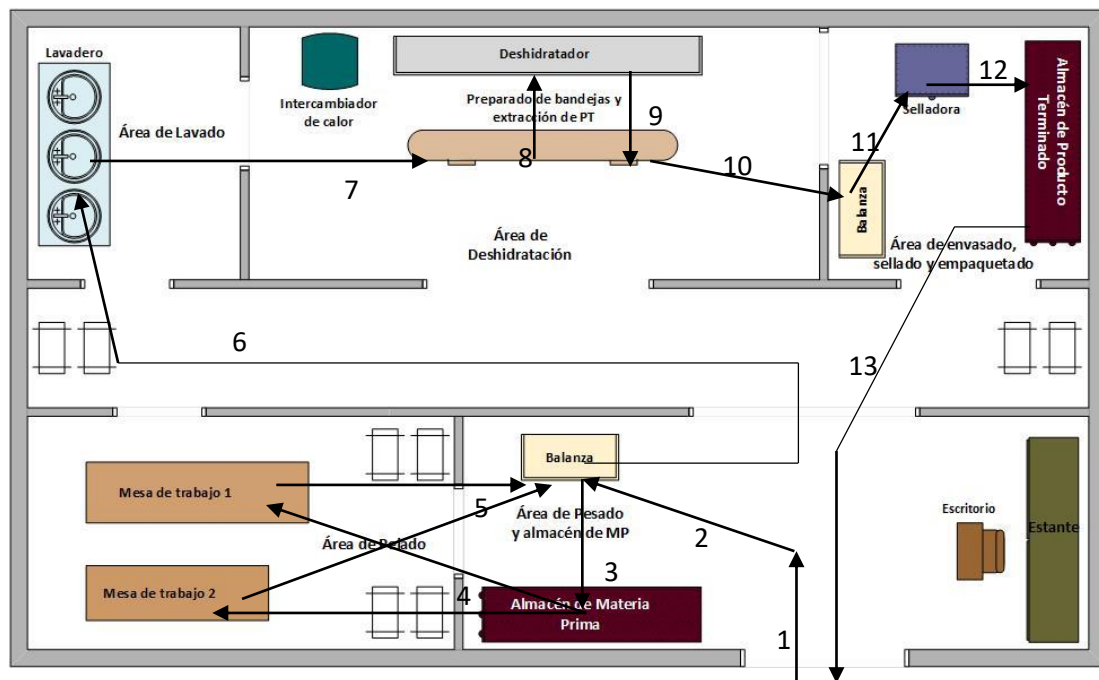 Lavadero
Área de Lavado
Intercambiador
de calor
Deshidratador
Preparado de bandejas y
extracción de PT
Área de
Deshidratación
Selladora
Balanza
Almacén de Producto
Terminado
Área de envasado,
sellado y empaquetado
7
8
9
10
11
12
6
13
Mesa de trabajo 1
Mesa de trabajo 2
Área de Pelado
Balanza
Área de Pesado
y almacén de MP
Almacén de Materia
Prima
5
4
3
2
1
Escritorio
Estante